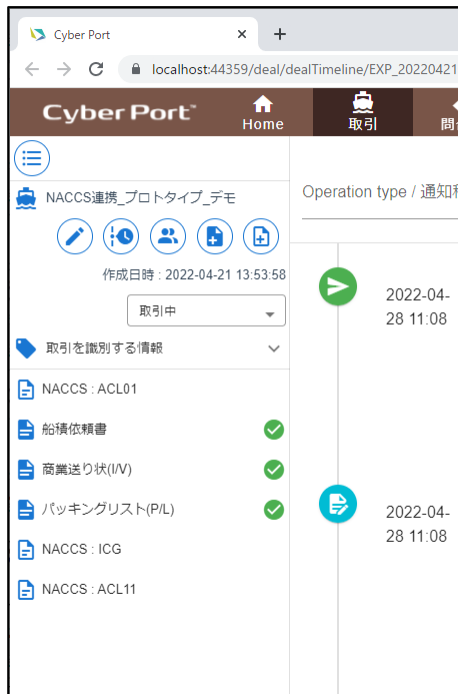 Cyber Port
localhost:44359/deal/dealTimeline/EXP_20220421
Cyber Port™
Home
取引
問
NACCS連携_プロトタイプ_デモ
作成日時 : 2022-04-21 13:53:58
取引中
取引を識別する情報
NACCS : ACL01
船積依頼書
商業送り状(I/V)
パッキングリスト(P/L)
NACCS : ICG
NACCS : ACL11
Operation type / 通知
2022-04-
28 11:08
2022-04-
28 11:08